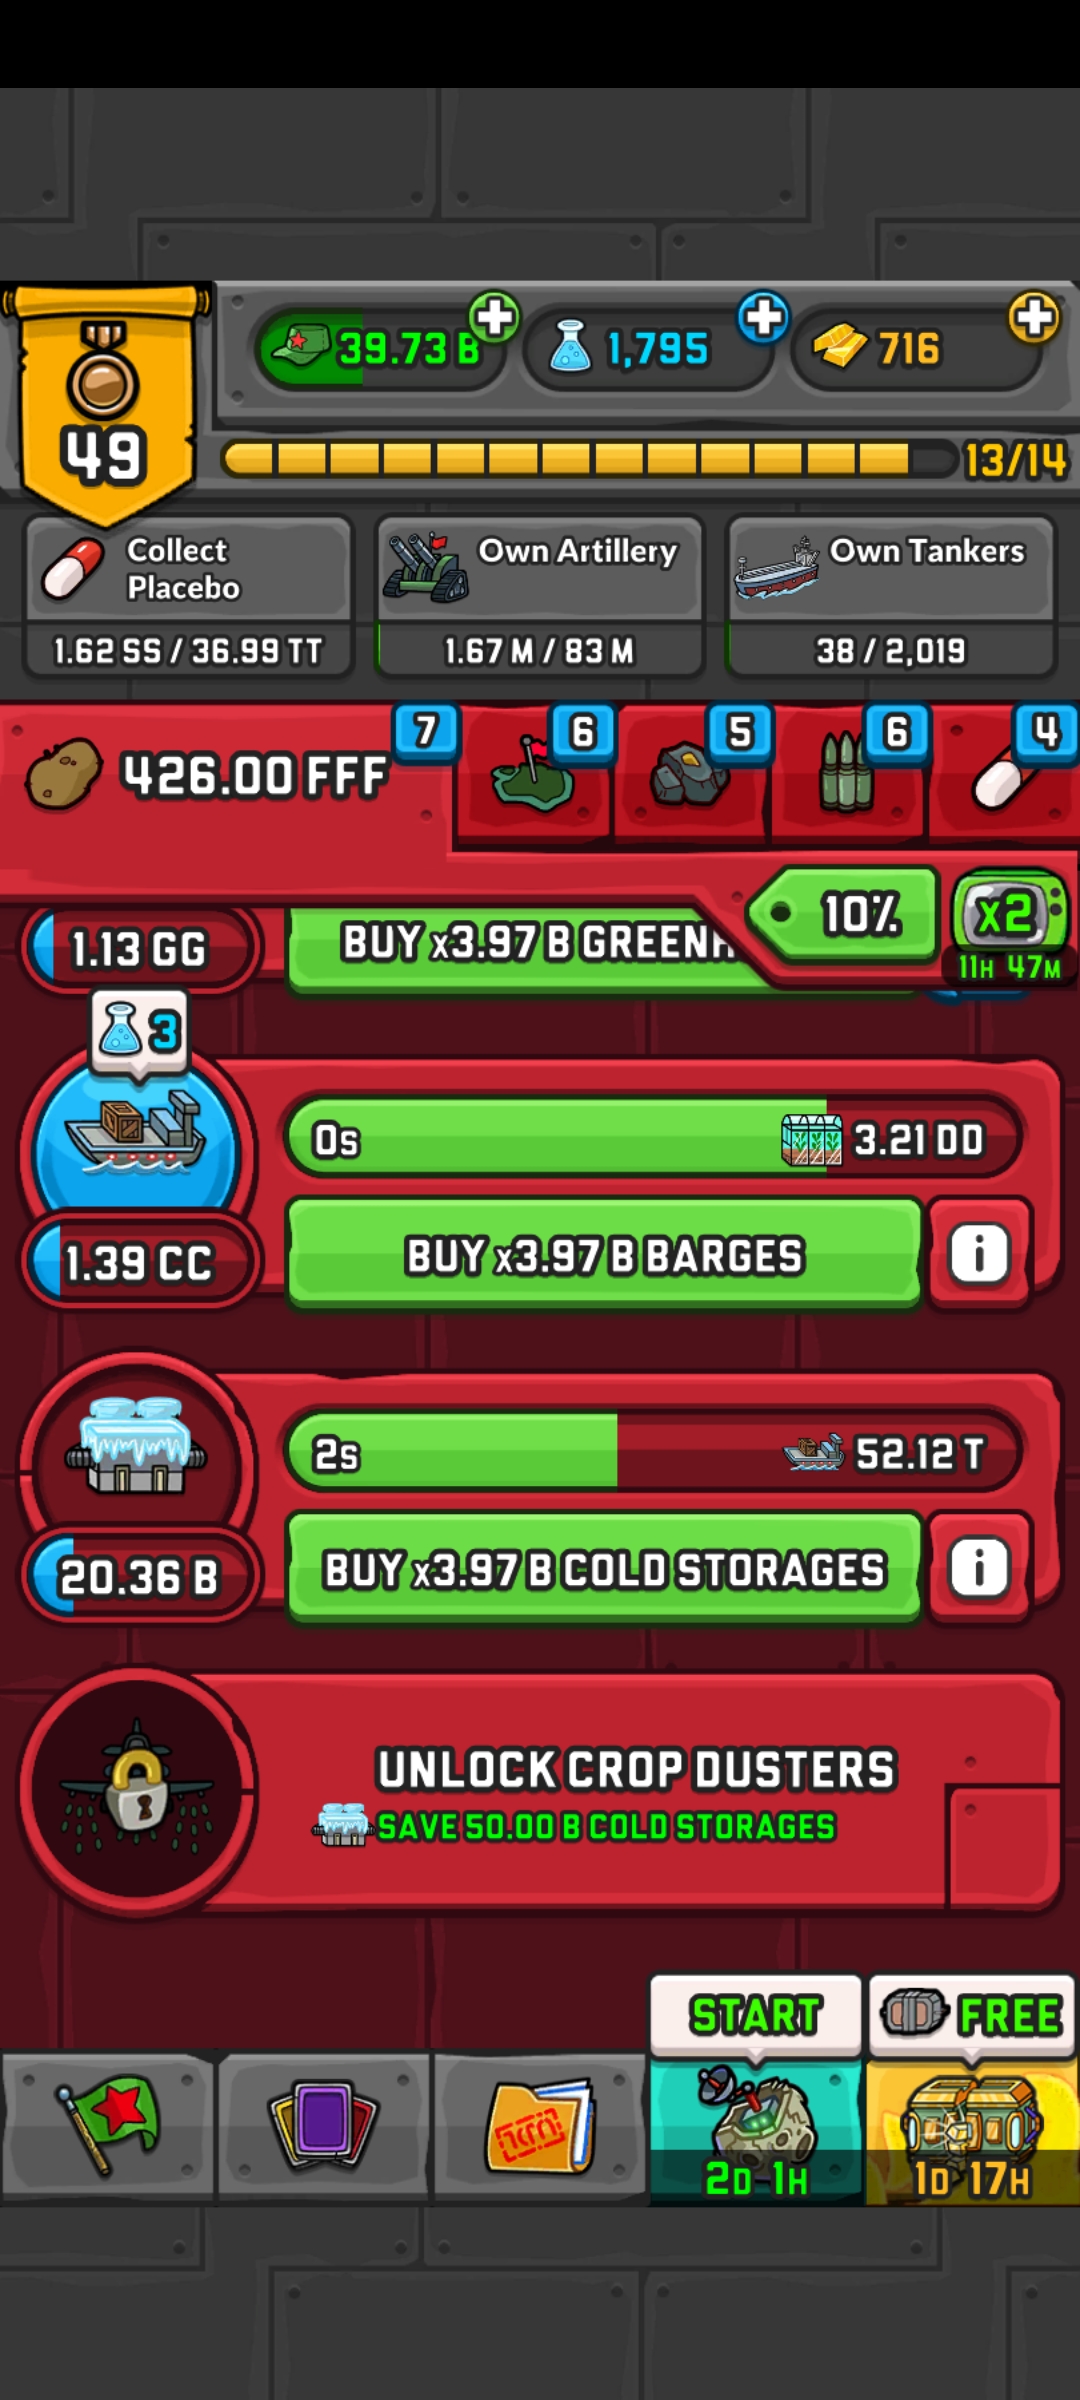 39.73 B
1,795
716
49
13/14
Collect
Placebo
1.62 SS / 36.99 TT
Own Artillery
1.67 M / 83 M
Own Tankers
38 / 2,019
426.00 FFF
7
6
5
6
4
10%
x2
11H 47M
1.13 GG
BUY x3.97 B GREENH
3
0s
3.21 DD
1.39 CC
BUY x3.97 B BARGES
i
2s
52.12 T
20.36 B
BUY x3.97 B COLD STORAGES
i
UNLOCK CROP DUSTERS
SAVE 50.00 B COLD STORAGES
START
FREE
2D 1H
1D 17H